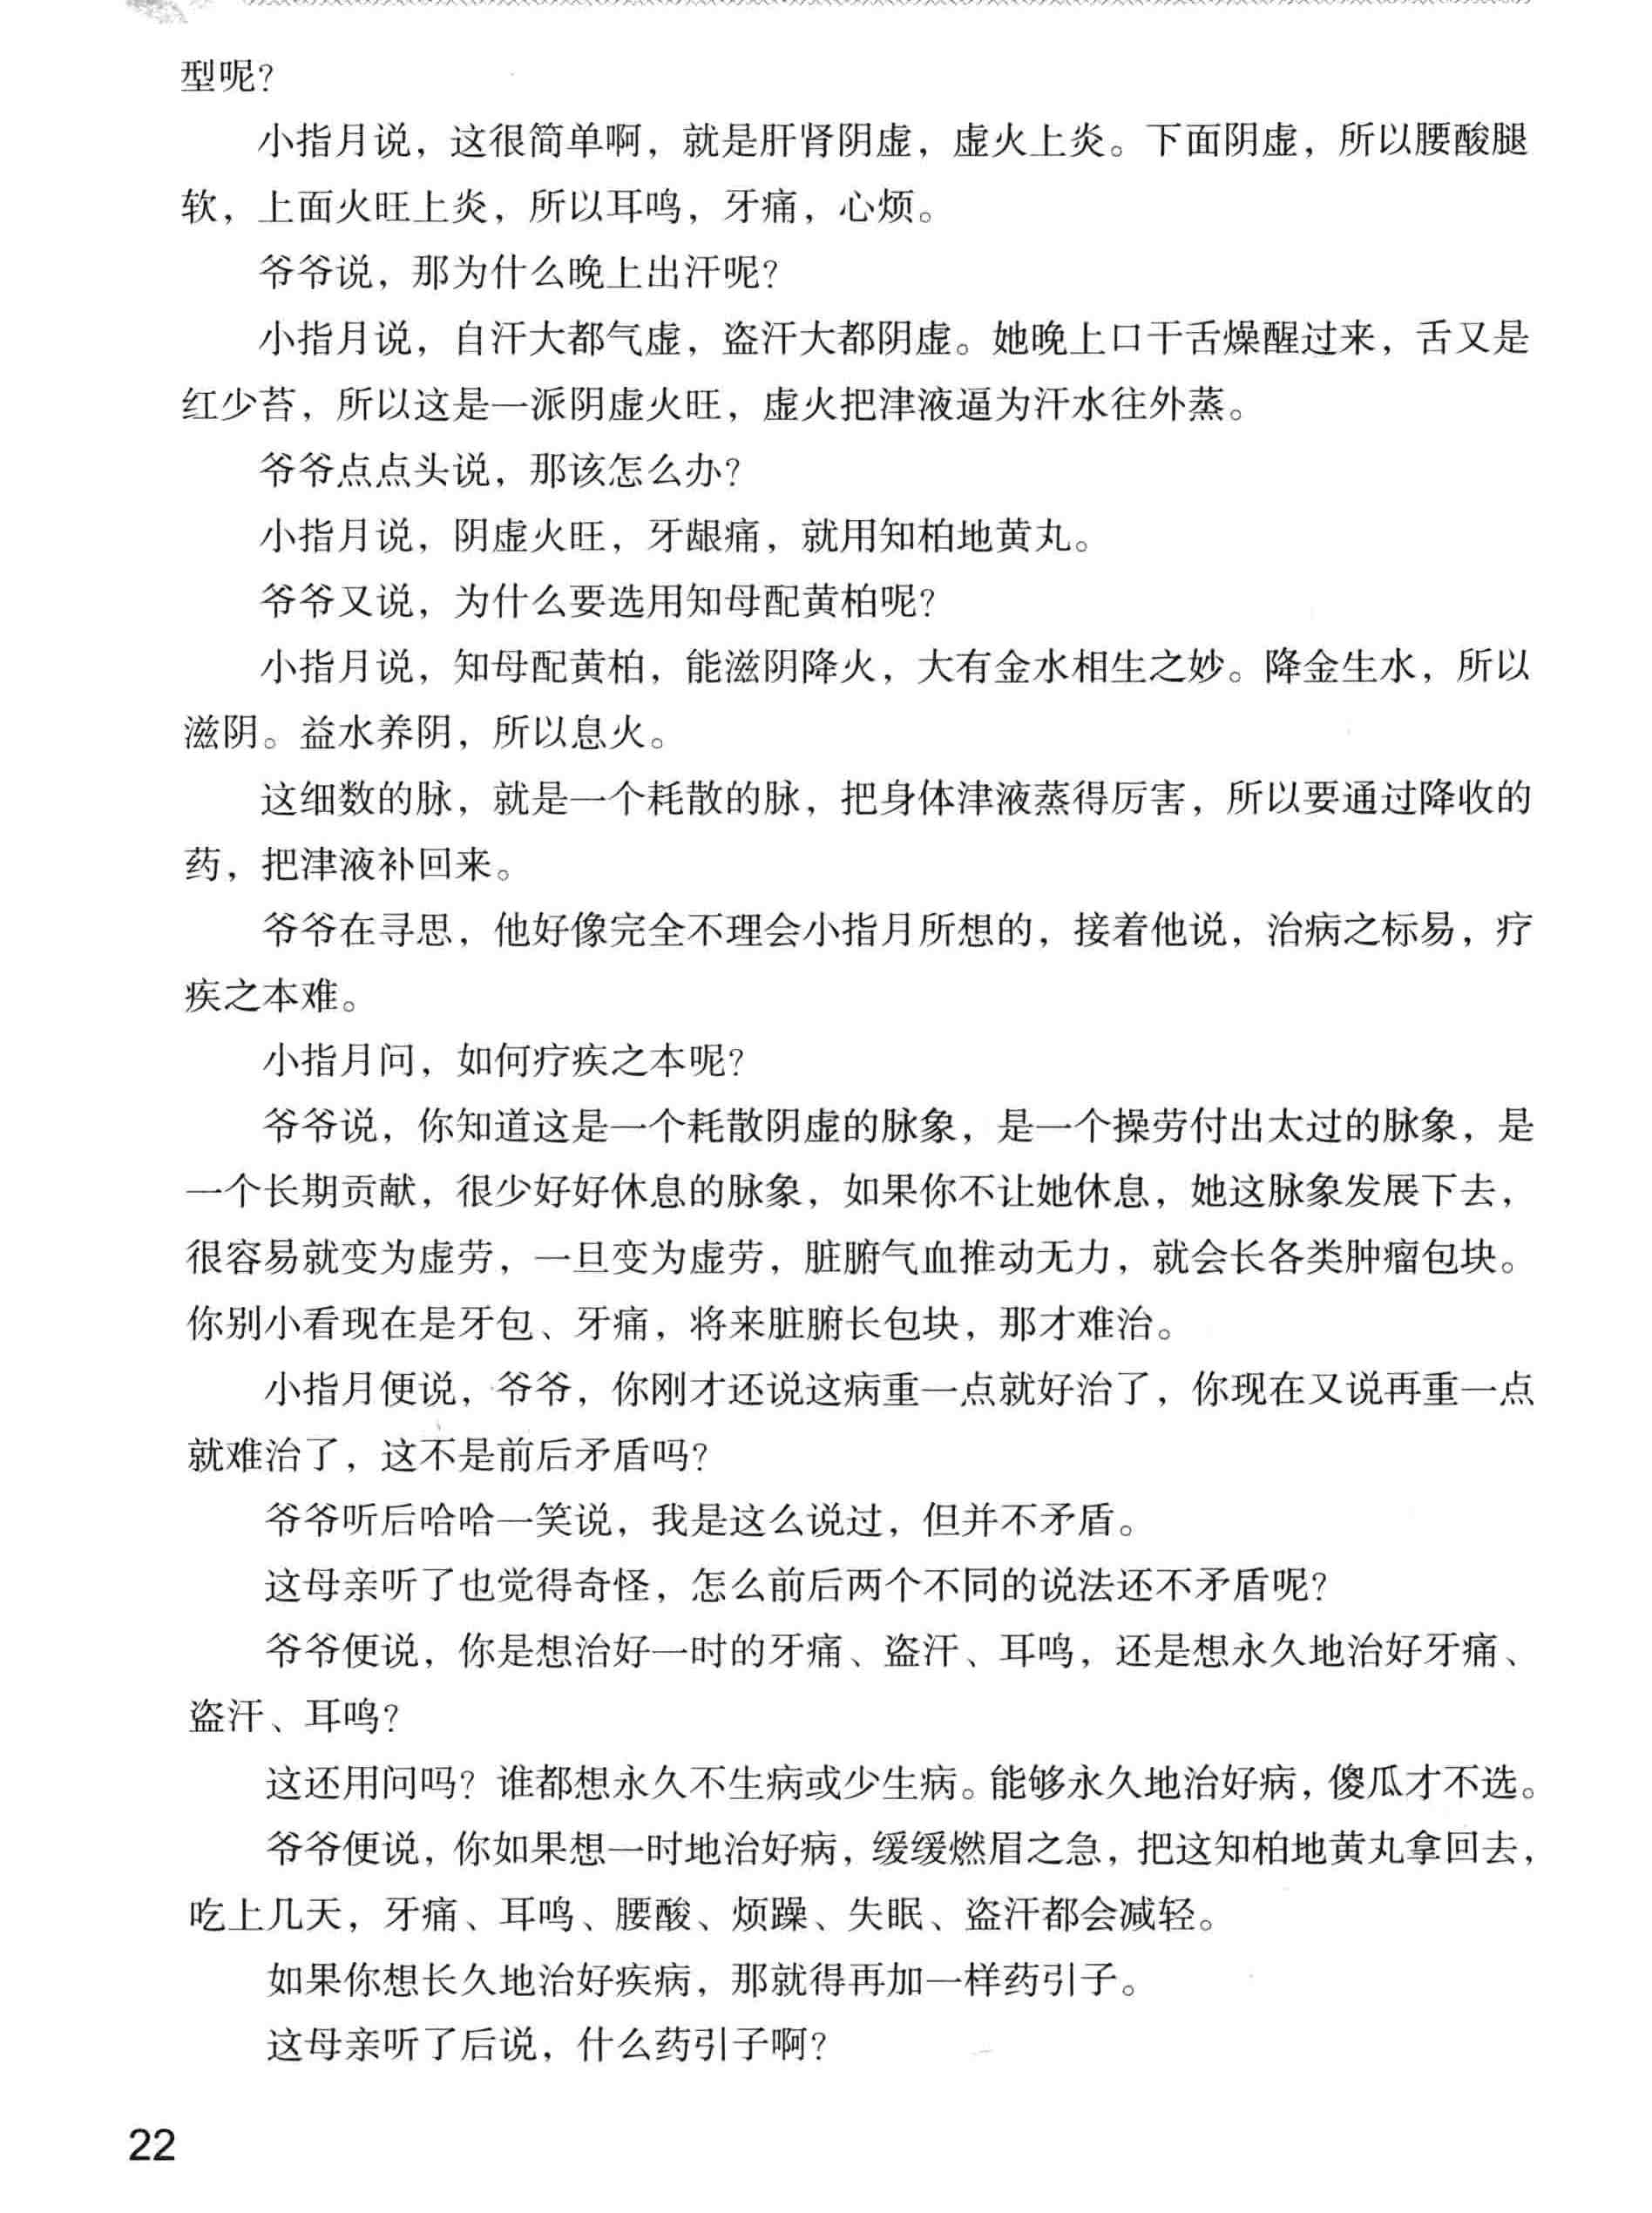 型呢？
小指月说，这很简单啊，就是肝肾阴虚，虚火上炎。下面阴虚，所以腰酸腿
软，上面火旺上炎，所以耳鸣，牙痛，心烦。
爷爷说，那为什么晚上出汗呢？
小指月说，自汗大都气虚，盗汗大都阴虚。她晚上口干舌燥醒过来，舌又是
红少苔，所以这是一派阴虚火旺，虚火把津液逼为汗水往外蒸。
爷爷点点头说，那该怎么办？
小指月说，阴虚火旺，牙龈痛，就用知柏地黄丸。
爷爷又说，为什么要选用知母配黄柏呢？
小指月说，知母配黄柏，能滋阴降火，大有金水相生之妙。降金生水，所以
滋阴。益水养阴，所以息火。
这细数的脉，就是一个耗散的脉，把身体津液蒸得厉害，所以要通过降收的
药，把津液补回来。
爷爷在寻思，他好像完全不理会小指月所想的，接着他说，治病之标易，疗
疾之本难。
小指月问，如何疗疾之本呢？
爷爷说，你知道这是一个耗散阴虚的脉象，是一个操劳付出太过的脉象，是
一个长期贡献，很少好好休息的脉象，如果你不让她休息，她这脉象发展下去，
很容易就变为虚劳，一旦变为虚劳，脏腑气血推动无力，就会长各类肿瘤包块。
你别小看现在是牙包、牙痛，将来脏腑长包块，那才难治。
小指月便说，爷爷，你刚才还说这病重一点就好治了，你现在又说再重一点
就难治了，这不是前后矛盾吗？
爷爷听后哈哈一笑说，我是这么说过，但并不矛盾。
这母亲听了也觉得奇怪，怎么前后两个不同的说法还不矛盾呢？
爷爷便说，你是想治好一时的牙痛、盗汗、耳鸣，还是想永久地治好牙痛、
盗汗、耳鸣？
这还用问吗？谁都想永久不生病或少生病。能够永久地治好病，傻瓜才不选。
爷爷便说，你如果想一时地治好病，缓缓燃眉之急，把这知柏地黄丸拿回去，
吃上几天，牙痛、耳鸣、腰酸、烦躁、失眠、盗汗都会减轻。
如果你想长久地治好疾病，那就得再加一样药引子。
这母亲听了后说，什么药引子啊？
22